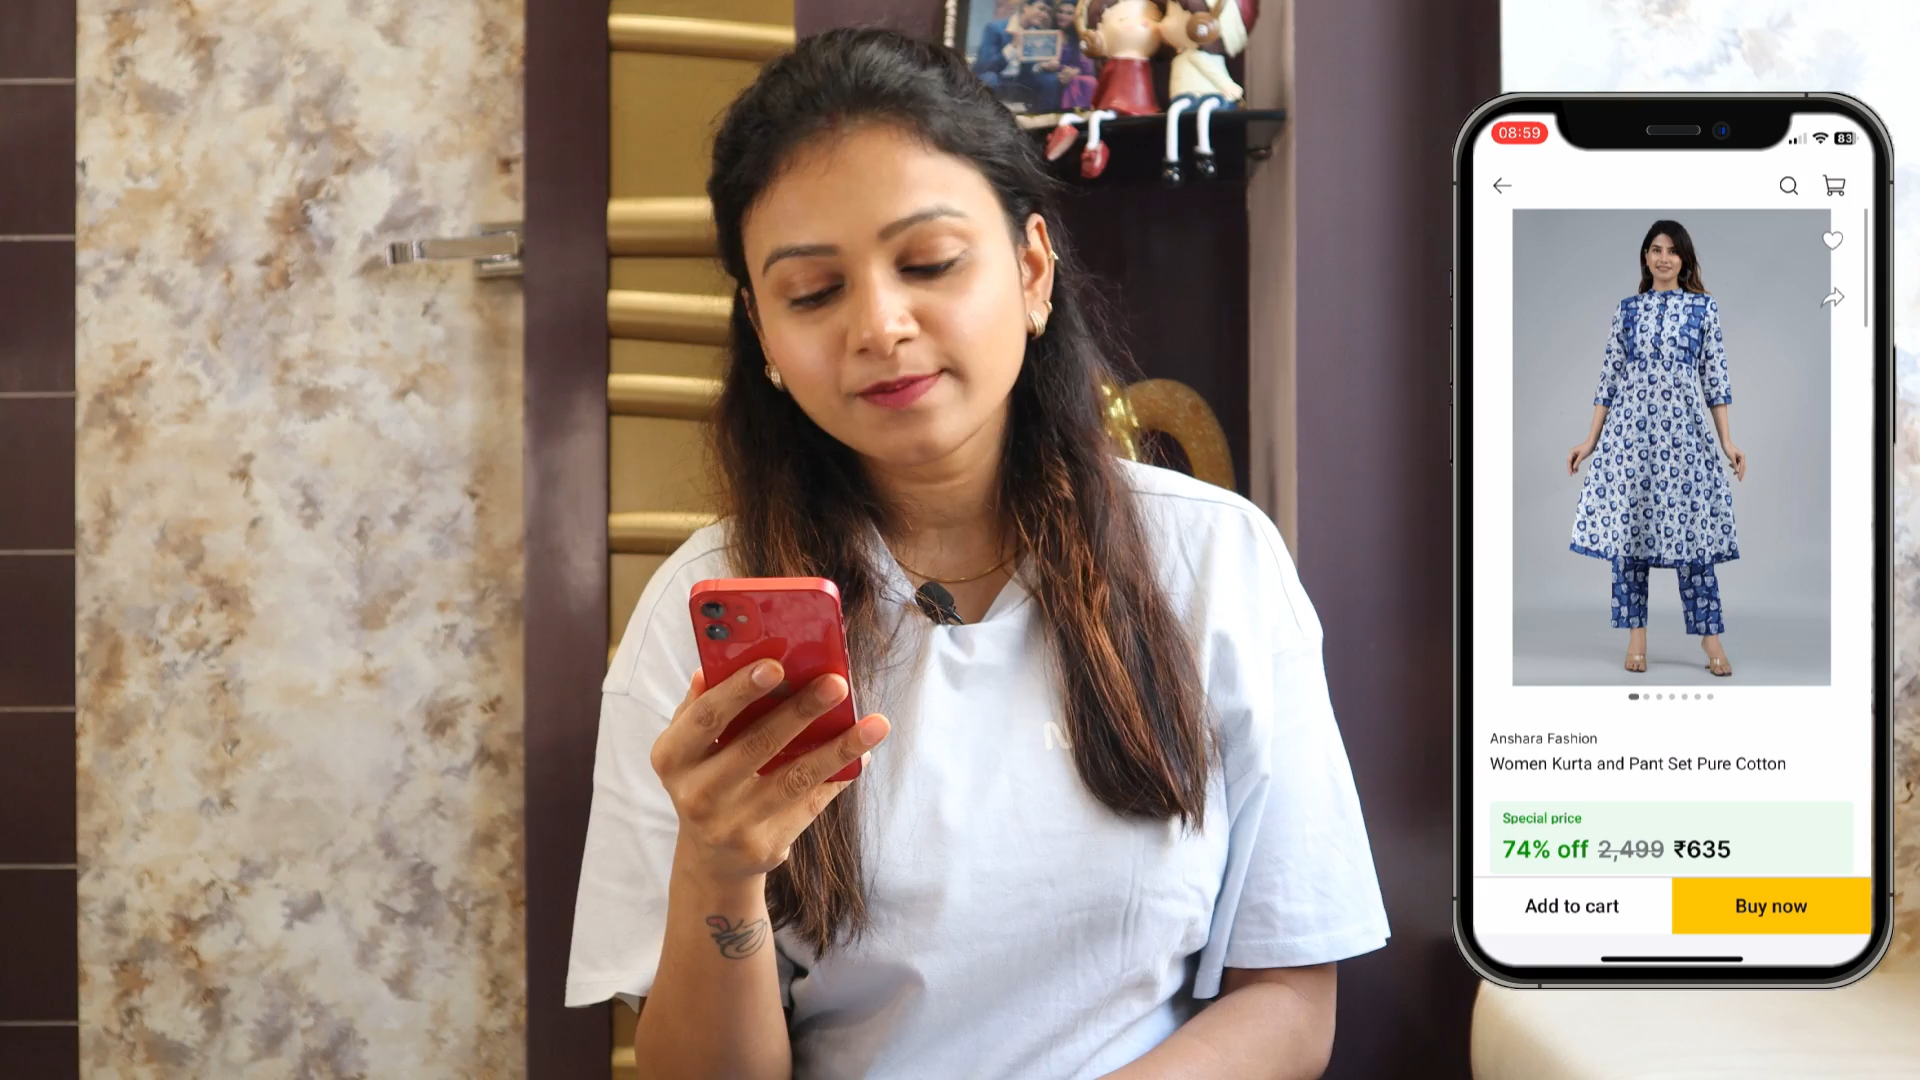 08:59
83
Anshara Fashion
Women Kurta and Pant Set Pure Cotton
Special price
74% off 2,499 ₹635
Add to cart
Buy now